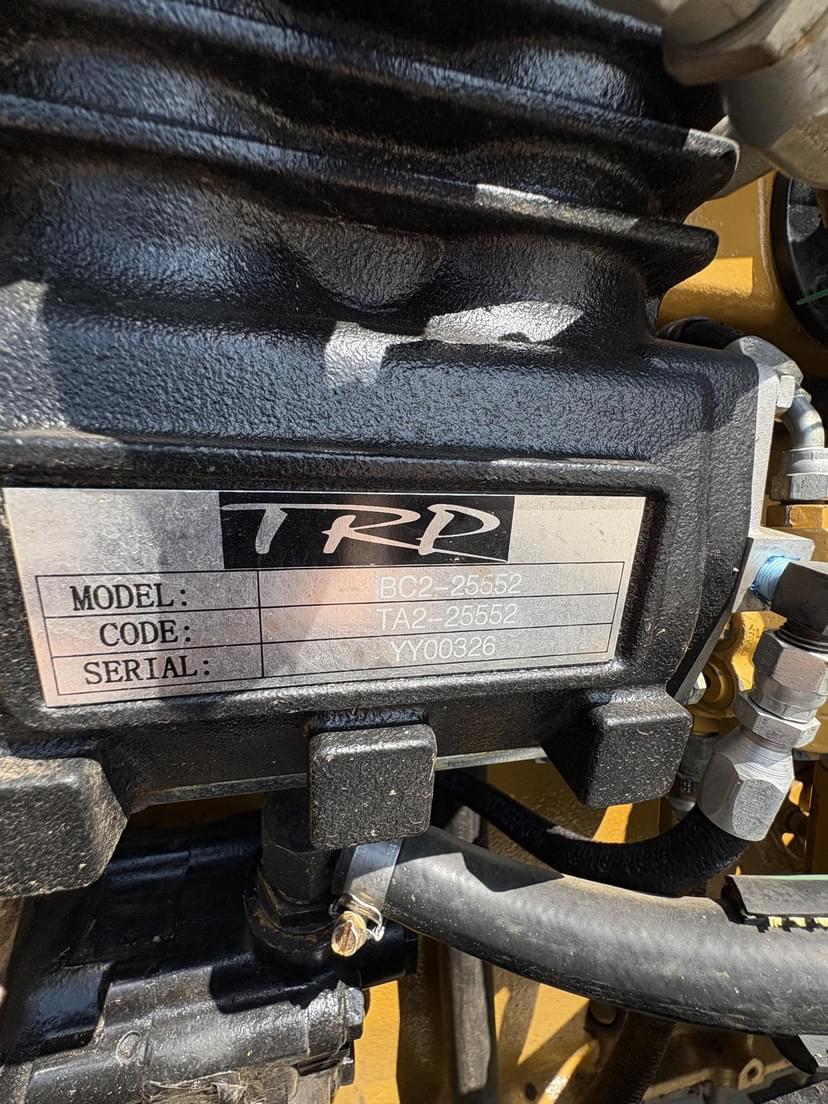 TRP
MODEL: BC2-25552
CODE: TA2-25552
SERIAL: YY00326